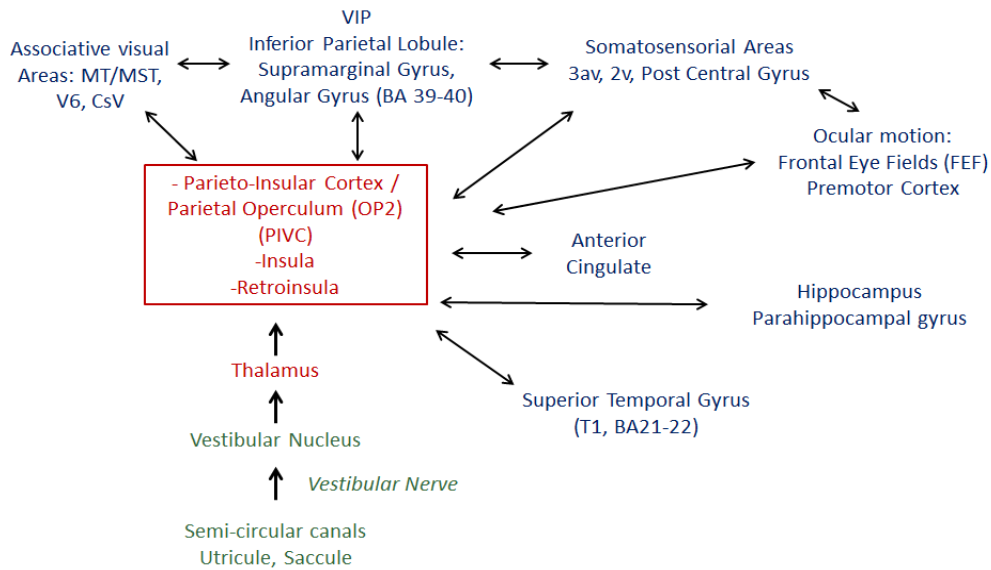 VIP
Inferior Parietal Lobule:
Supramarginal Gyrus,
Angular Gyrus (BA 39-40)
Associative visual
Areas: MT/MST,
V6, CsV
Somatosensorial Areas
3av, 2v, Post Central Gyrus
Ocular motion:
Frontal Eye Fields (FEF)
Premotor Cortex
- Parieto-Insular Cortex /
Parietal Operculum (OP2)
(PIVC)
-Insula
-Retroinsula
Anterior
Cingulate
Hippocampus
Parahippocampal gyrus
Thalamus
Superior Temporal Gyrus
(T1, BA21-22)
Vestibular Nucleus
Vestibular Nerve
Semi-circular canals
Utricule, Saccule